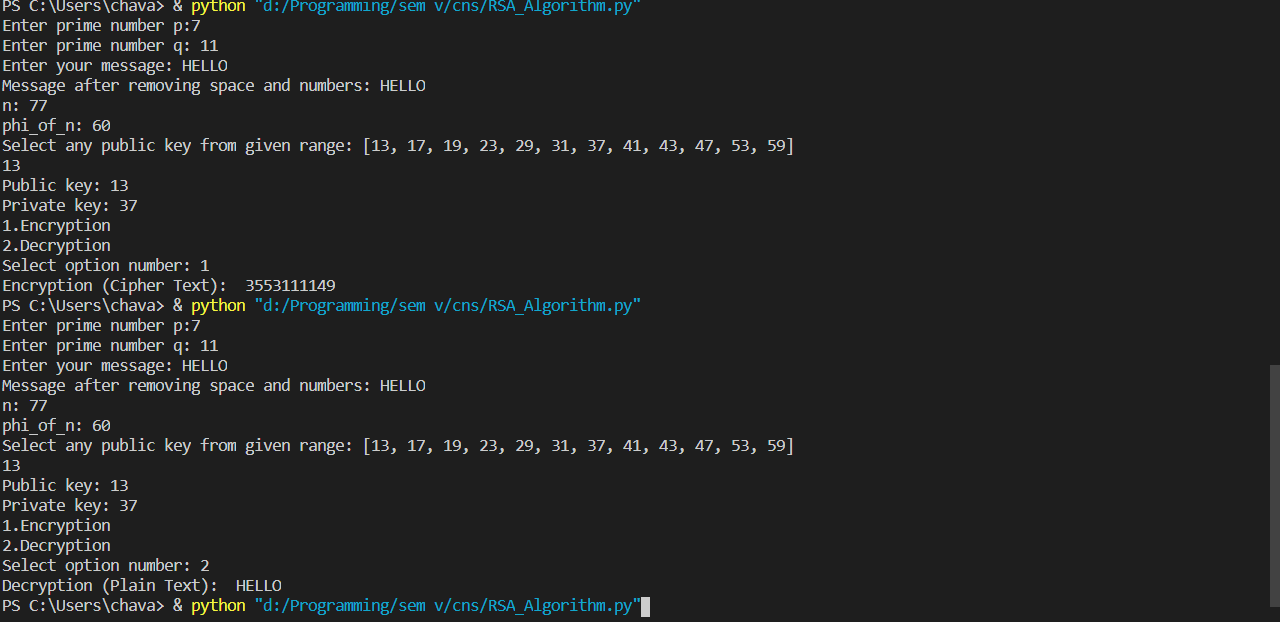 PS C:\Users\chava> & python "d:/Programming/sem v/cns/RSA_Algorithm.py"
Enter prime number p:7
Enter prime number q: 11
Enter your message: HELLO
Message after removing space and numbers: HELLO
n: 77
phi_of_n: 60
Select any public key from given range: [13, 17, 19, 23, 29, 31, 37, 41, 43, 47, 53, 59]
13
Public key: 13
Private key: 37
1.Encryption
2.Decryption
Select option number: 1
Encryption (Cipher Text):  3553111149
PS C:\Users\chava> & python "d:/Programming/sem v/cns/RSA_Algorithm.py"
Enter prime number p:7
Enter prime number q: 11
Enter your message: HELLO
Message after removing space and numbers: HELLO
n: 77
phi_of_n: 60
Select any public key from given range: [13, 17, 19, 23, 29, 31, 37, 41, 43, 47, 53, 59]
13
Public key: 13
Private key: 37
1.Encryption
2.Decryption
Select option number: 2
Decryption (Plain Text):  HELLO
PS C:\Users\chava> & python "d:/Programming/sem v/cns/RSA_Algorithm.py"